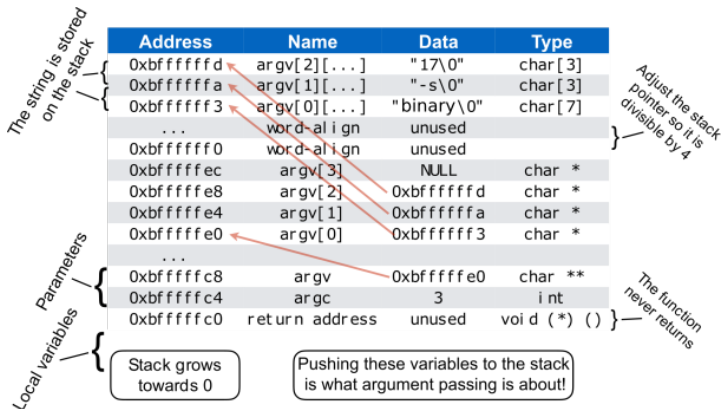 Address Name Data Type
0xbffffffd argv[2][...] "17\0" char[3]
0xbffffffa argv[1][...] "-s\0" char[3]
0xbffffff3 argv[0][...] "binary\0" char[7]
... word-align unused
0xbffffff0 word-align unused
0xbfffffec argv[3] NULL char *
0xbfffffe8 argv[2] 0xbffffffd char *
0xbfffffe4 argv[1] 0xbffffffa char *
0xbfffffe0 argv[0] 0xbffffff3 char *
...
0xbfffffc8 argv 0xbfffffe0 char **
0xbfffffc4 argc 3 int
0xbfffffc0 return address unused void (*) ()
The string is stored
on the stack
Adjust the stack
pointer so it is
divisible by 4
Parameters
Local variables
The function
never returns
Stack grows
towards 0
Pushing these variables to the stack
is what argument passing is about!